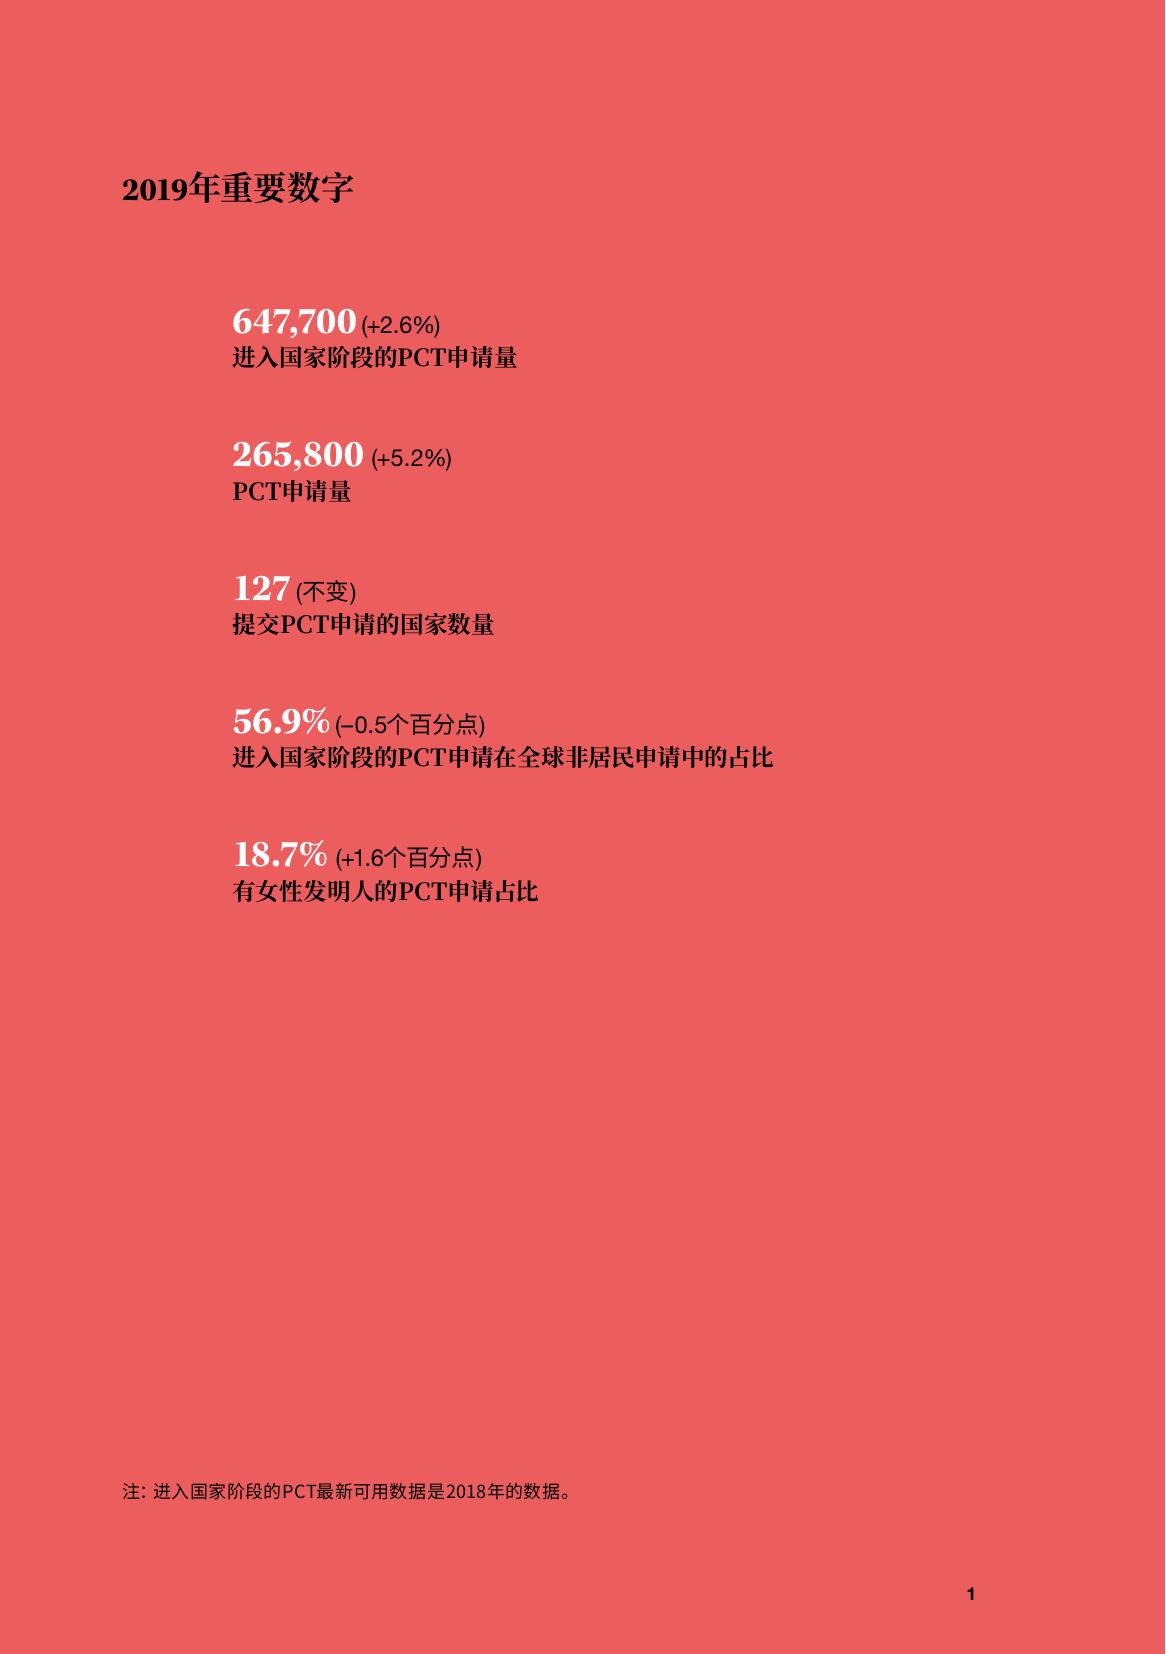 2019年重要数字
647,700 (+2.6%)
进入国家阶段的PCT申请量
265,800 (+5.2%)
PCT申请量
127 (不变)
提交PCT申请的国家数量
56.9% (–0.5个百分点)
进入国家阶段的PCT申请在全球非居民申请中的占比
18.7% (+1.6个百分点)
有女性发明人的PCT申请占比
注：进入国家阶段的PCT最新可用数据是2018年的数据。
1